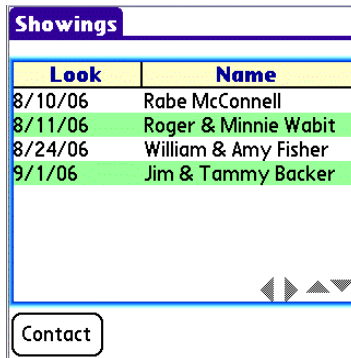 Showings
Look Name
8/10/06 Rabe McConnell
8/11/06 Roger & Minnie Wabit
8/24/06 William & Amy Fisher
9/1/06 Jim & Tammy Backer
Contact